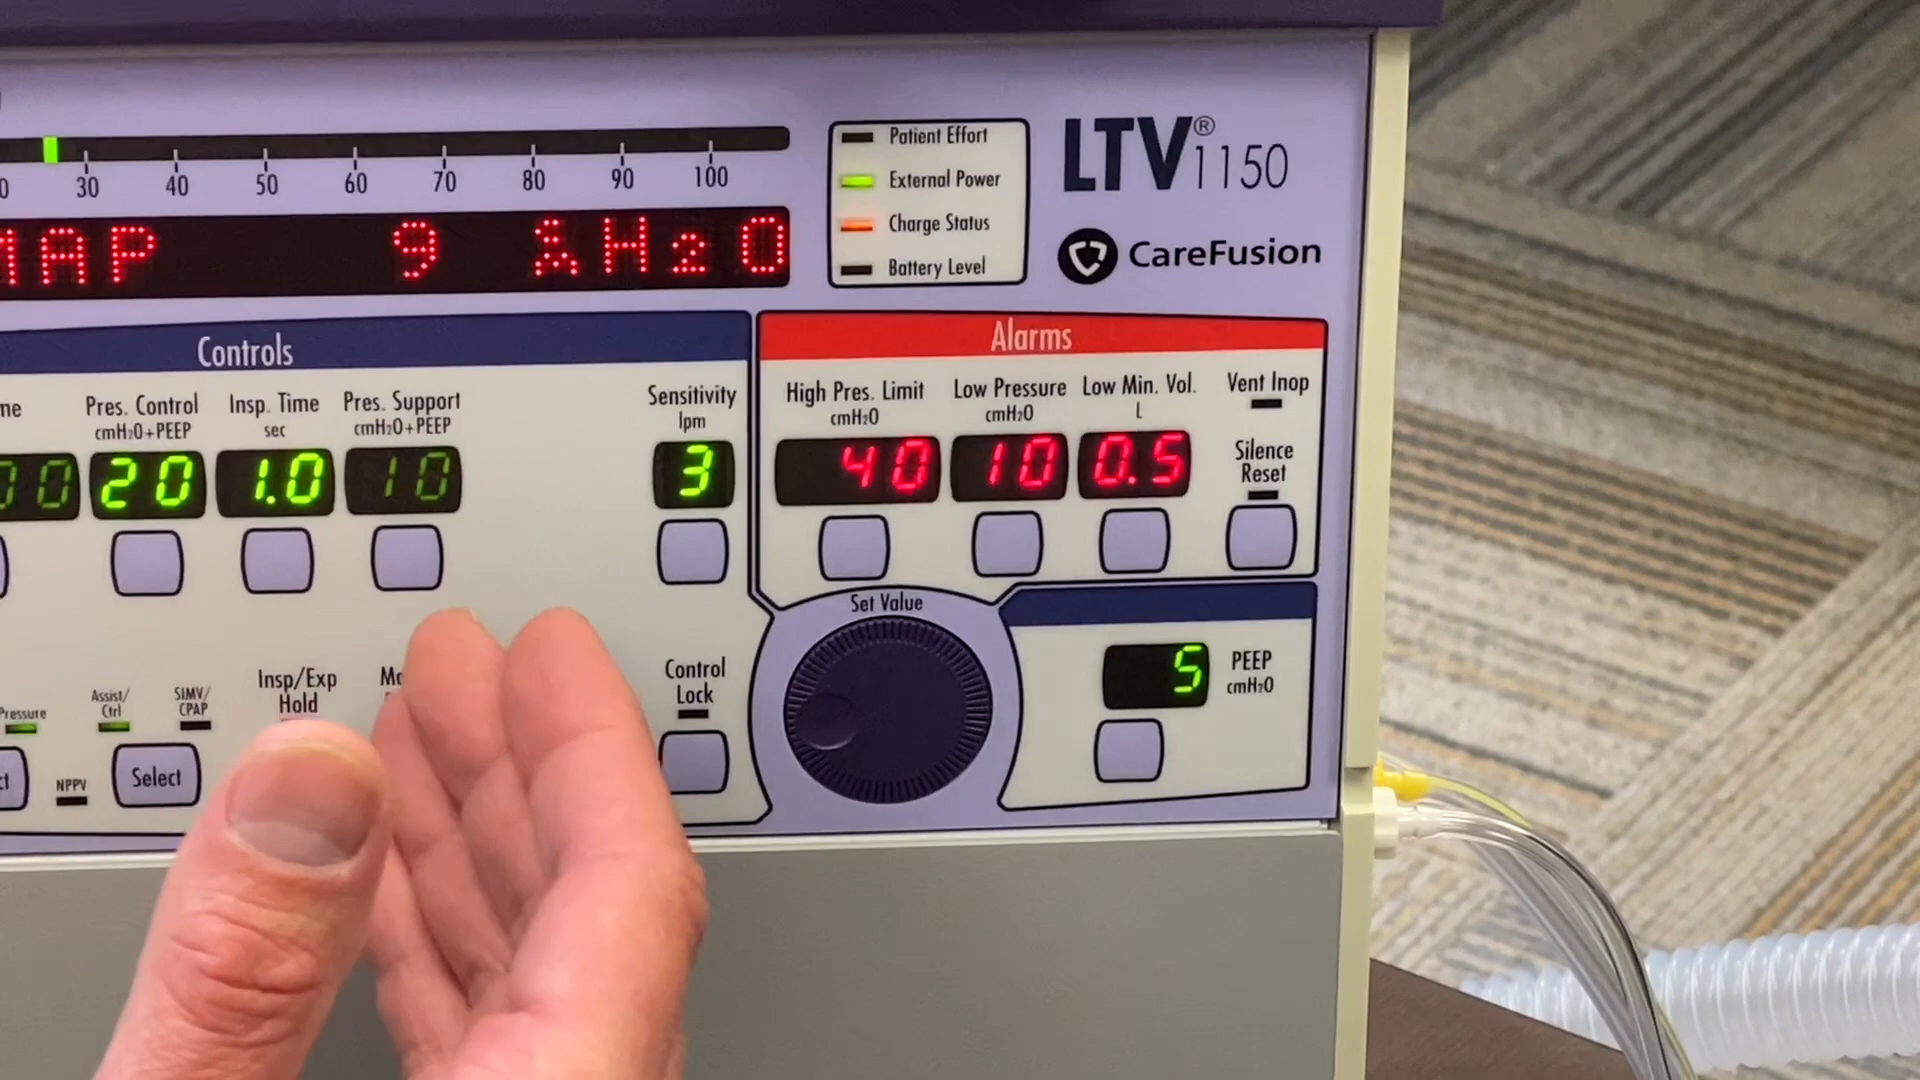 Patient Effort
External Power
Charge Status
Battery Level
LTV® 1150
CareFusion
30 40 50 60 70 80 90 100
MAP 9 &H2O
Controls
Pres. Control
cmH2O+PEEP
Insp. Time
sec
Pres. Support
cmH2O+PEEP
Sensitivity
lpm
20 1.0 10 3
Alarms
High Pres. Limit
cmH2O
Low Pressure
cmH2O
Low Min. Vol.
L
Vent Inop
Silence
Reset
40 10 0.5
Set Value
5
PEEP
cmH2O
Pressure
Assist/
Ctrl
SIMV/
CPAP
Insp/Exp
Hold
Control
Lock
NPPV
Select